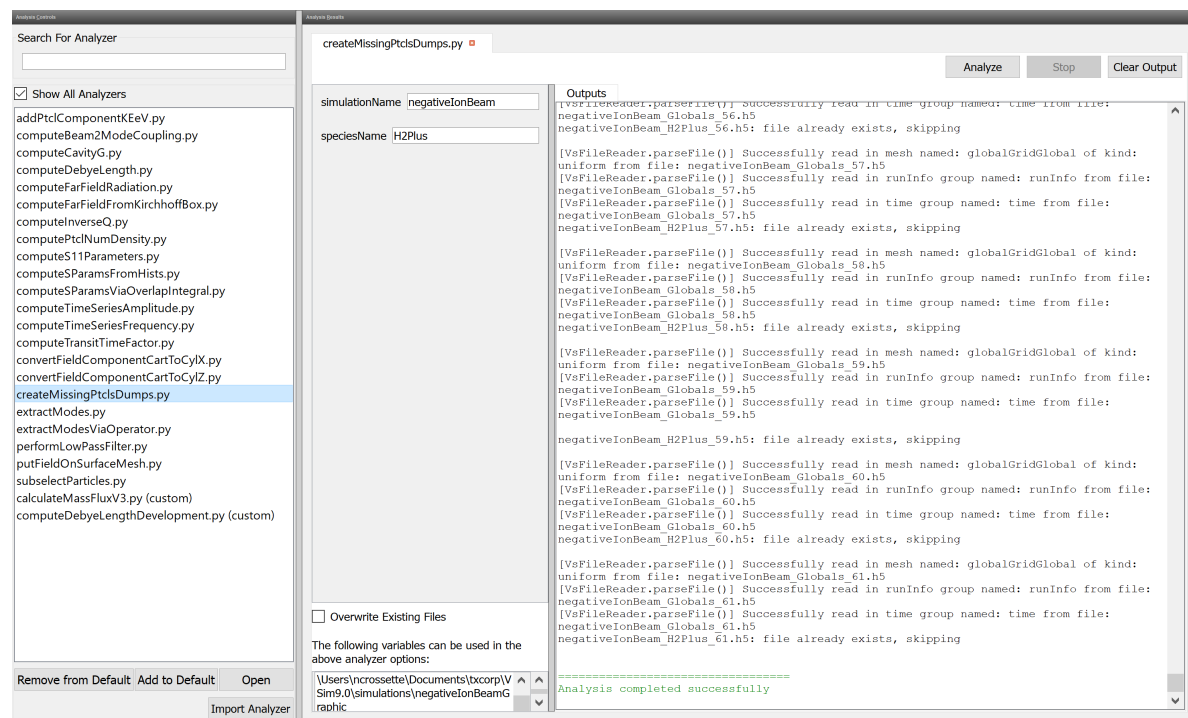 Analysis Controls
Analysis Results
Search For Analyzer
Show All Analyzers
addPtclComponentKEeV.py
computeBeam2ModeCoupling.py
computeCavityG.py
computeDebyeLength.py
computeFarFieldRadiation.py
computeFarFieldFromKirchhoffBox.py
computeInverseQ.py
computePtclNumDensity.py
computeS11Parameters.py
computeSParamsFromHists.py
computeSParamsViaOverlapIntegral.py
computeTimeSeriesAmplitude.py
computeTimeSeriesFrequency.py
computeTransitTimeFactor.py
convertFieldComponentCartToCylX.py
convertFieldComponentCartToCylZ.py
createMissingPtclsDumps.py
extractModes.py
extractModesViaOperator.py
performLowPassFilter.py
putFieldOnSurfaceMesh.py
subselectParticles.py
calculateMassFluxV3.py (custom)
computeDebyeLengthDevelopment.py (custom)
Remove from Default
Add to Default
Open
Import Analyzer
createMissingPtclsDumps.py
Analyze
Stop
Clear Output
simulationName negativeIonBeam
speciesName H2Plus
Overwrite Existing Files
The following variables can be used in the
above analyzer options:
\Users\ncrossette\Documents\txcorp\V
Sim9.0\simulations\negativeIonBeamG
raphic
Outputs
[VsFileReader.parseFile()] Successfully read in time group named: time from file:
negativeIonBeam_Globals_56.h5
negativeIonBeam_H2Plus_56.h5: file already exists, skipping
[VsFileReader.parseFile()] Successfully read in mesh named: globalGridGlobal of kind:
uniform from file: negativeIonBeam_Globals_57.h5
[VsFileReader.parseFile()] Successfully read in runInfo group named: runInfo from file:
negativeIonBeam_Globals_57.h5
[VsFileReader.parseFile()] Successfully read in time group named: time from file:
negativeIonBeam_Globals_57.h5
negativeIonBeam_H2Plus_57.h5: file already exists, skipping
[VsFileReader.parseFile()] Successfully read in mesh named: globalGridGlobal of kind:
uniform from file: negativeIonBeam_Globals_58.h5
[VsFileReader.parseFile()] Successfully read in runInfo group named: runInfo from file:
negativeIonBeam_Globals_58.h5
[VsFileReader.parseFile()] Successfully read in time group named: time from file:
negativeIonBeam_Globals_58.h5
negativeIonBeam_H2Plus_58.h5: file already exists, skipping
[VsFileReader.parseFile()] Successfully read in mesh named: globalGridGlobal of kind:
uniform from file: negativeIonBeam_Globals_59.h5
[VsFileReader.parseFile()] Successfully read in runInfo group named: runInfo from file:
negativeIonBeam_Globals_59.h5
[VsFileReader.parseFile()] Successfully read in time group named: time from file:
negativeIonBeam_Globals_59.h5
negativeIonBeam_H2Plus_59.h5: file already exists, skipping
[VsFileReader.parseFile()] Successfully read in mesh named: globalGridGlobal of kind:
uniform from file: negativeIonBeam_Globals_60.h5
[VsFileReader.parseFile()] Successfully read in runInfo group named: runInfo from file:
negativeIonBeam_Globals_60.h5
[VsFileReader.parseFile()] Successfully read in time group named: time from file:
negativeIonBeam_Globals_60.h5
negativeIonBeam_H2Plus_60.h5: file already exists, skipping
[VsFileReader.parseFile()] Successfully read in mesh named: globalGridGlobal of kind:
uniform from file: negativeIonBeam_Globals_61.h5
[VsFileReader.parseFile()] Successfully read in runInfo group named: runInfo from file:
negativeIonBeam_Globals_61.h5
[VsFileReader.parseFile()] Successfully read in time group named: time from file:
negativeIonBeam_Globals_61.h5
negativeIonBeam_H2Plus_61.h5: file already exists, skipping
==================================
Analysis completed successfully